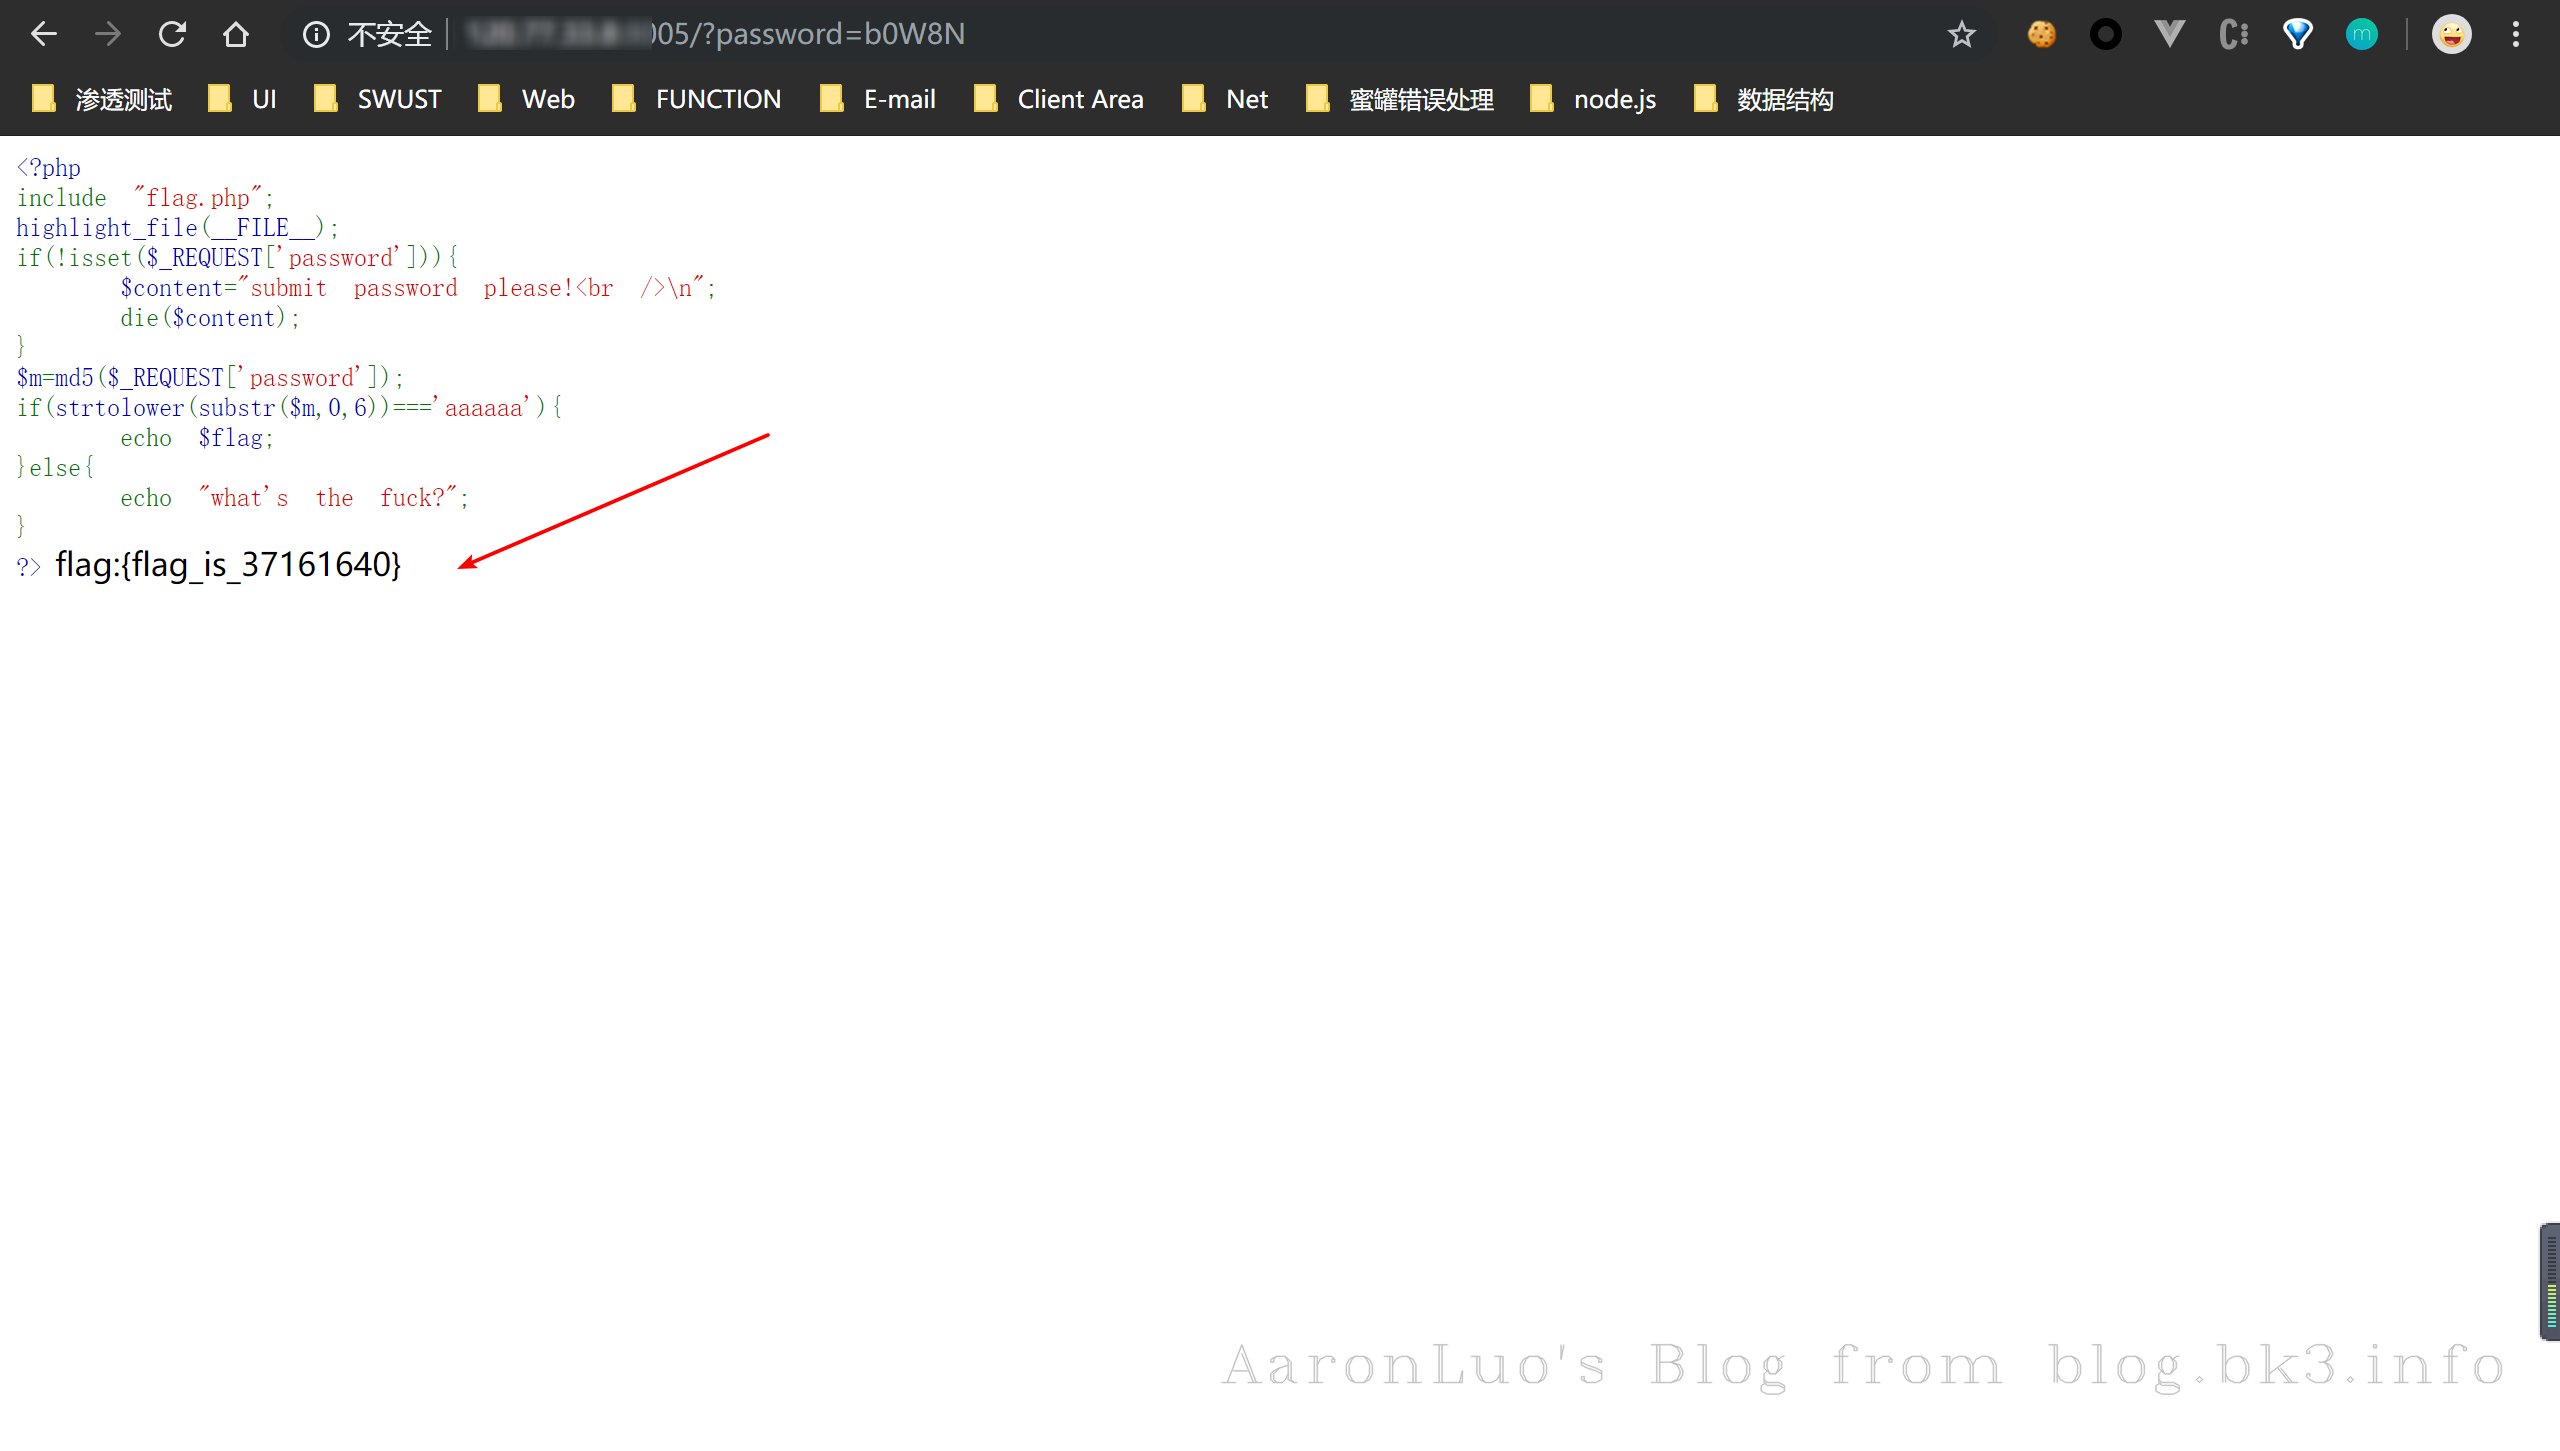 不安全 005/?password=b0W8N
渗透测试 UI SWUST Web FUNCTION E-mail Client Area Net 蜜罐错误处理 node.js 数据结构
<?php
include "flag.php";
highlight_file(__FILE__);
if(!isset($_REQUEST['password'])){
$content="submit password please!<br />\n";
die($content);
}
$m=md5($_REQUEST['password']);
if(strtolower(substr($m,0,6))==='aaaaaa'){
echo $flag;
}else{
echo "what's the fuck?";
}
?> flag:{flag_is_37161640}
AaronLuo's Blog from blog.bk3.info